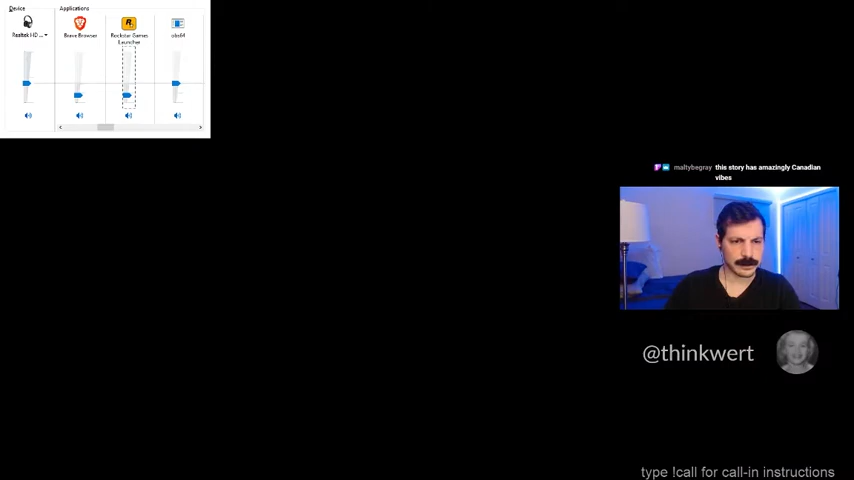 Device
Applications
Realtek HD ...
Brave Browser
Rockstar Games
Launcher
obs64
maltybegray this story has amazingly Canadian
vibes
@thinkwert
type !call for call-in instructions